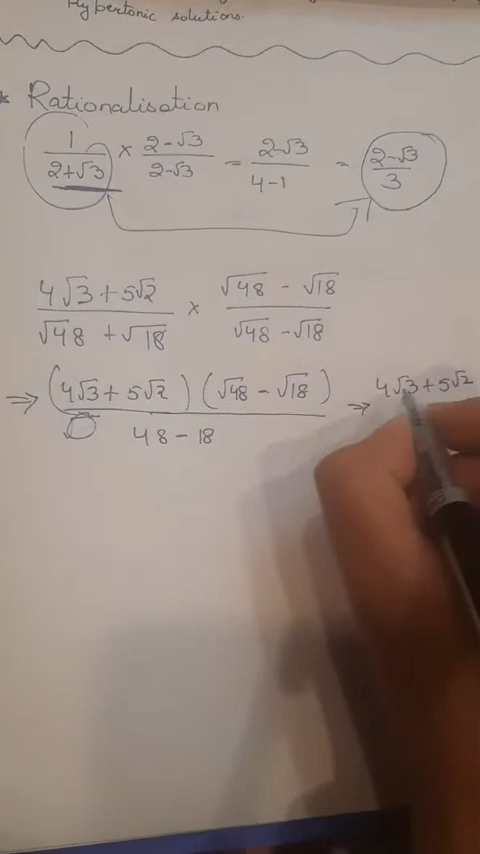 Hypertonic solutions.
* Rationalisation
1/(2+√3) × (2-√3)/(2-√3) = (2-√3)/(4-1) = (2-√3)/3
(4√3+5√2)/(√48 +√18) × (√48 - √18)/(√48 -√18)
⇒ ((4√3+5√2) (√48 - √18))/(48-18) ⇒ 4√3+5√2